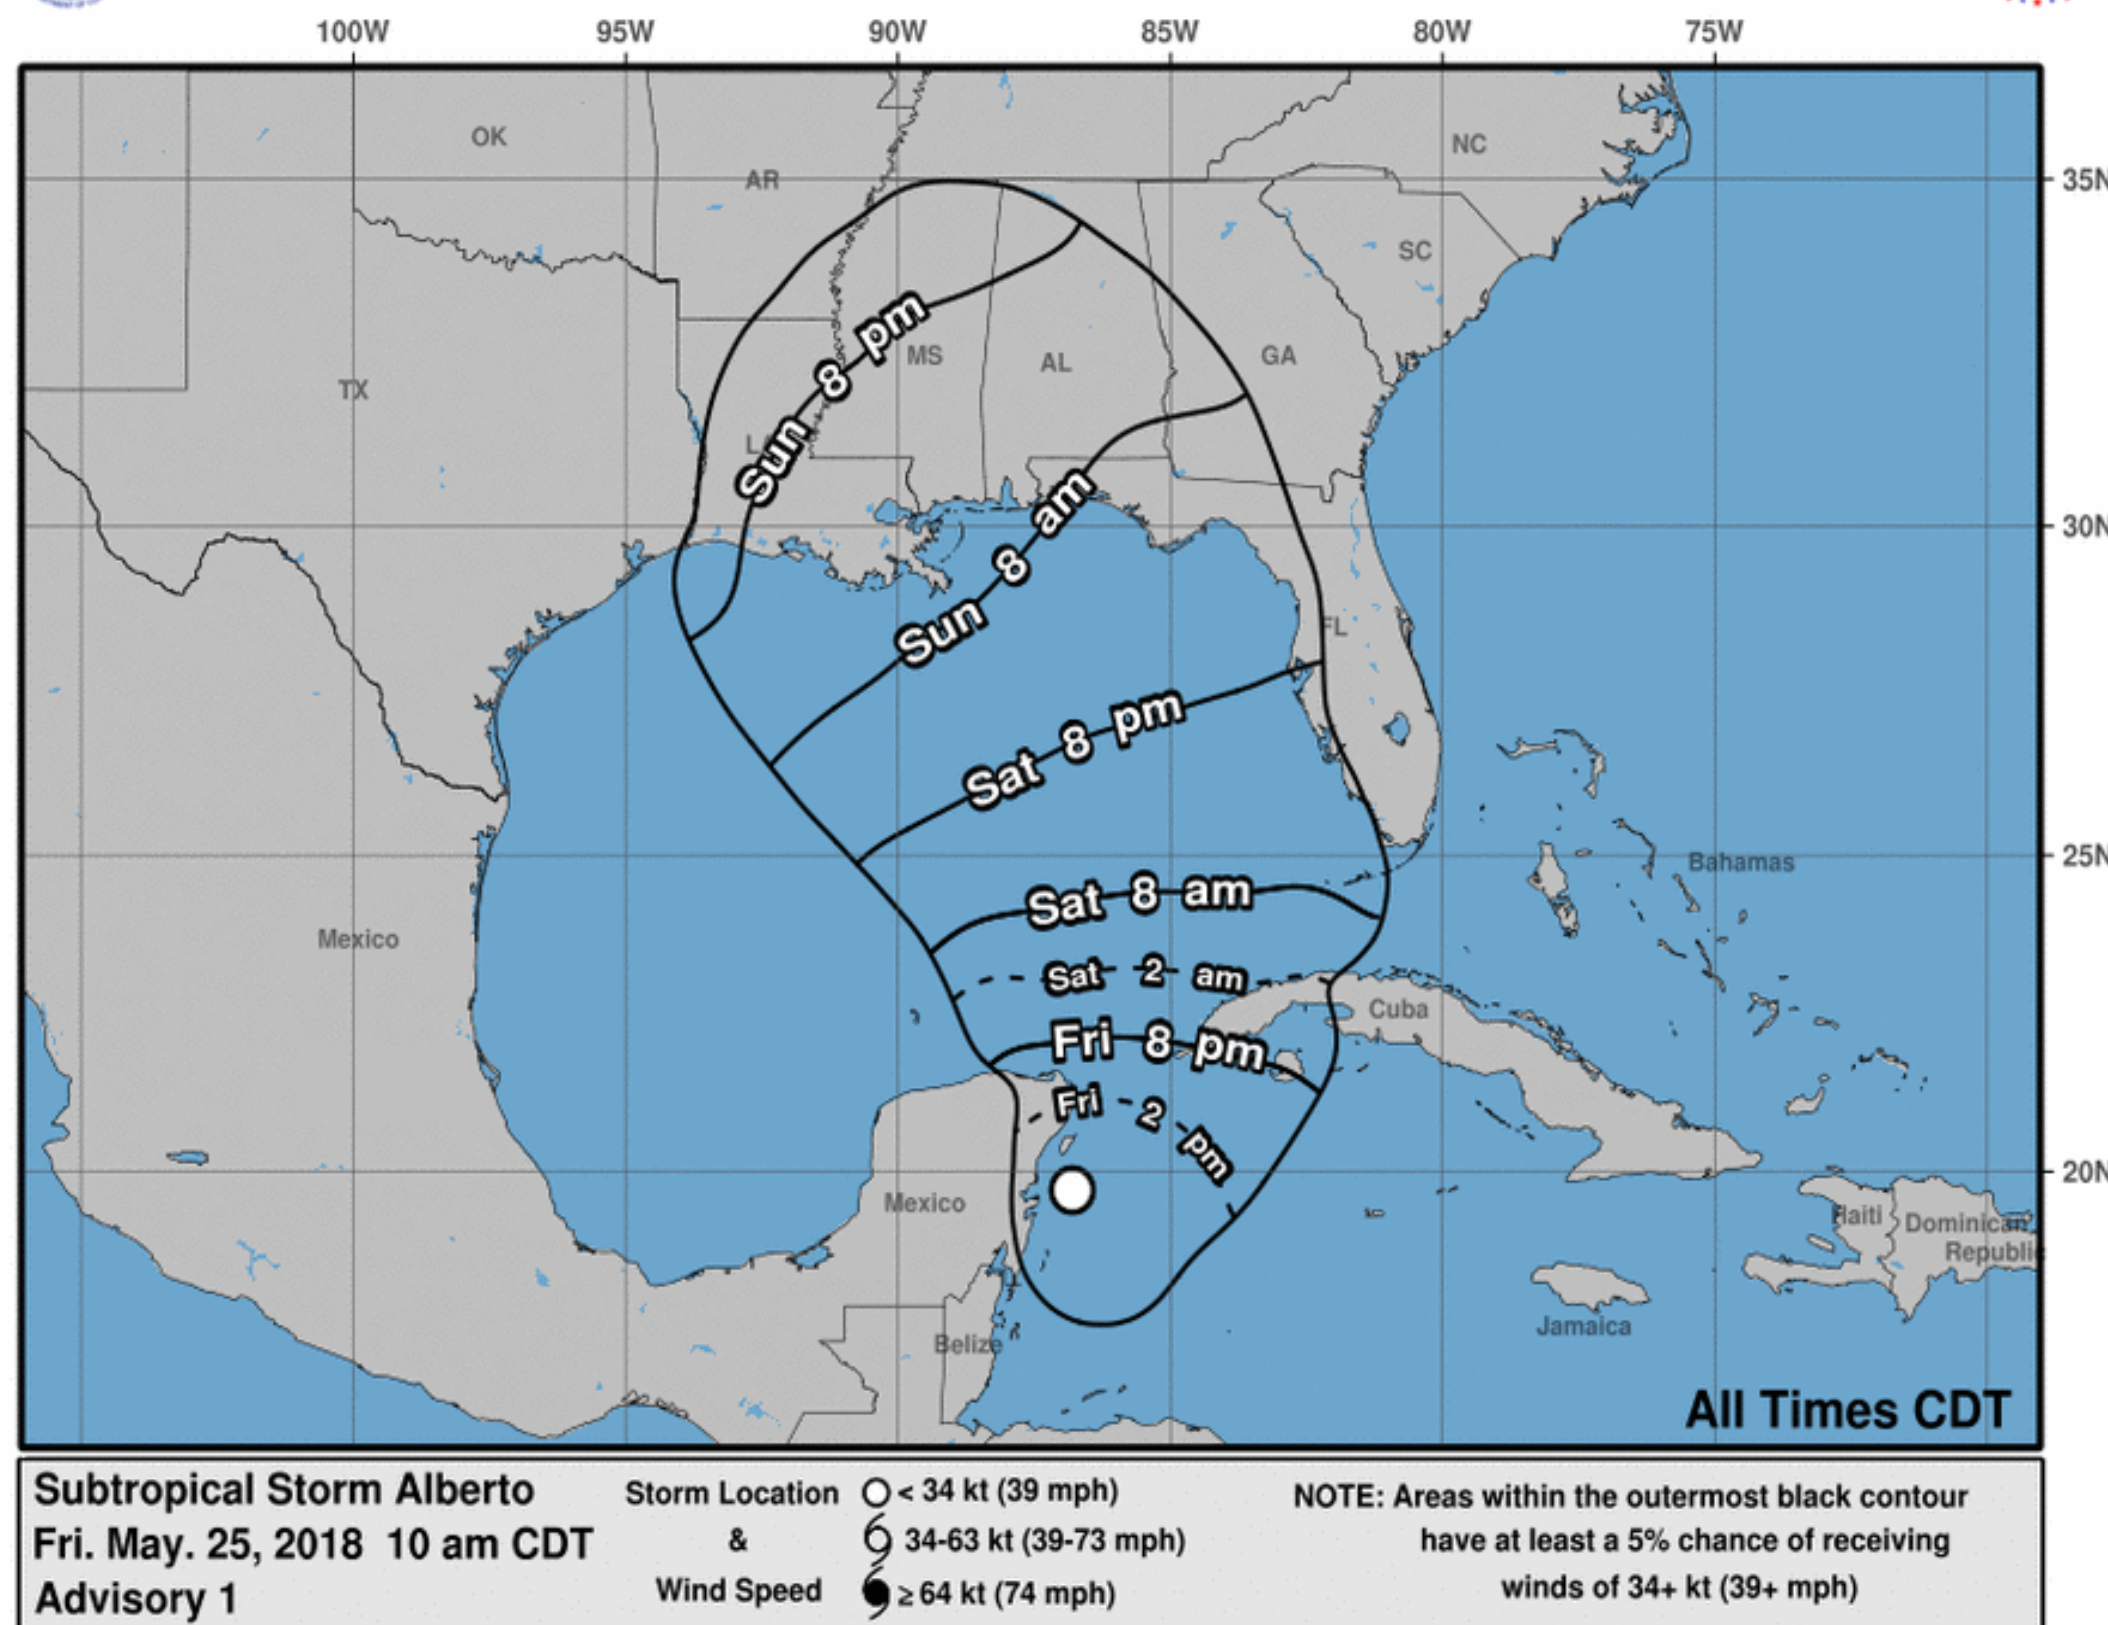 100W 95W 90W 85W 80W 75W
OK
NC
AR
35N
SC
Sun 8 pm
MS
AL
GA
TX
LA
Sun 8 am
30N
FL
Sat 8 pm
25N
Bahamas
Sat 8 am
Mexico
Sat 2 am
Cuba
Fri 8 pm
Fri 2 pm
20N
Mexico
Haiti
Dominican
Republic
Jamaica
Belize
All Times CDT
Subtropical Storm Alberto
Fri. May. 25, 2018 10 am CDT
Advisory 1
Storm Location
&
Wind Speed
< 34 kt (39 mph)
34-63 kt (39-73 mph)
≥ 64 kt (74 mph)
NOTE: Areas within the outermost black contour
have at least a 5% chance of receiving
winds of 34+ kt (39+ mph)